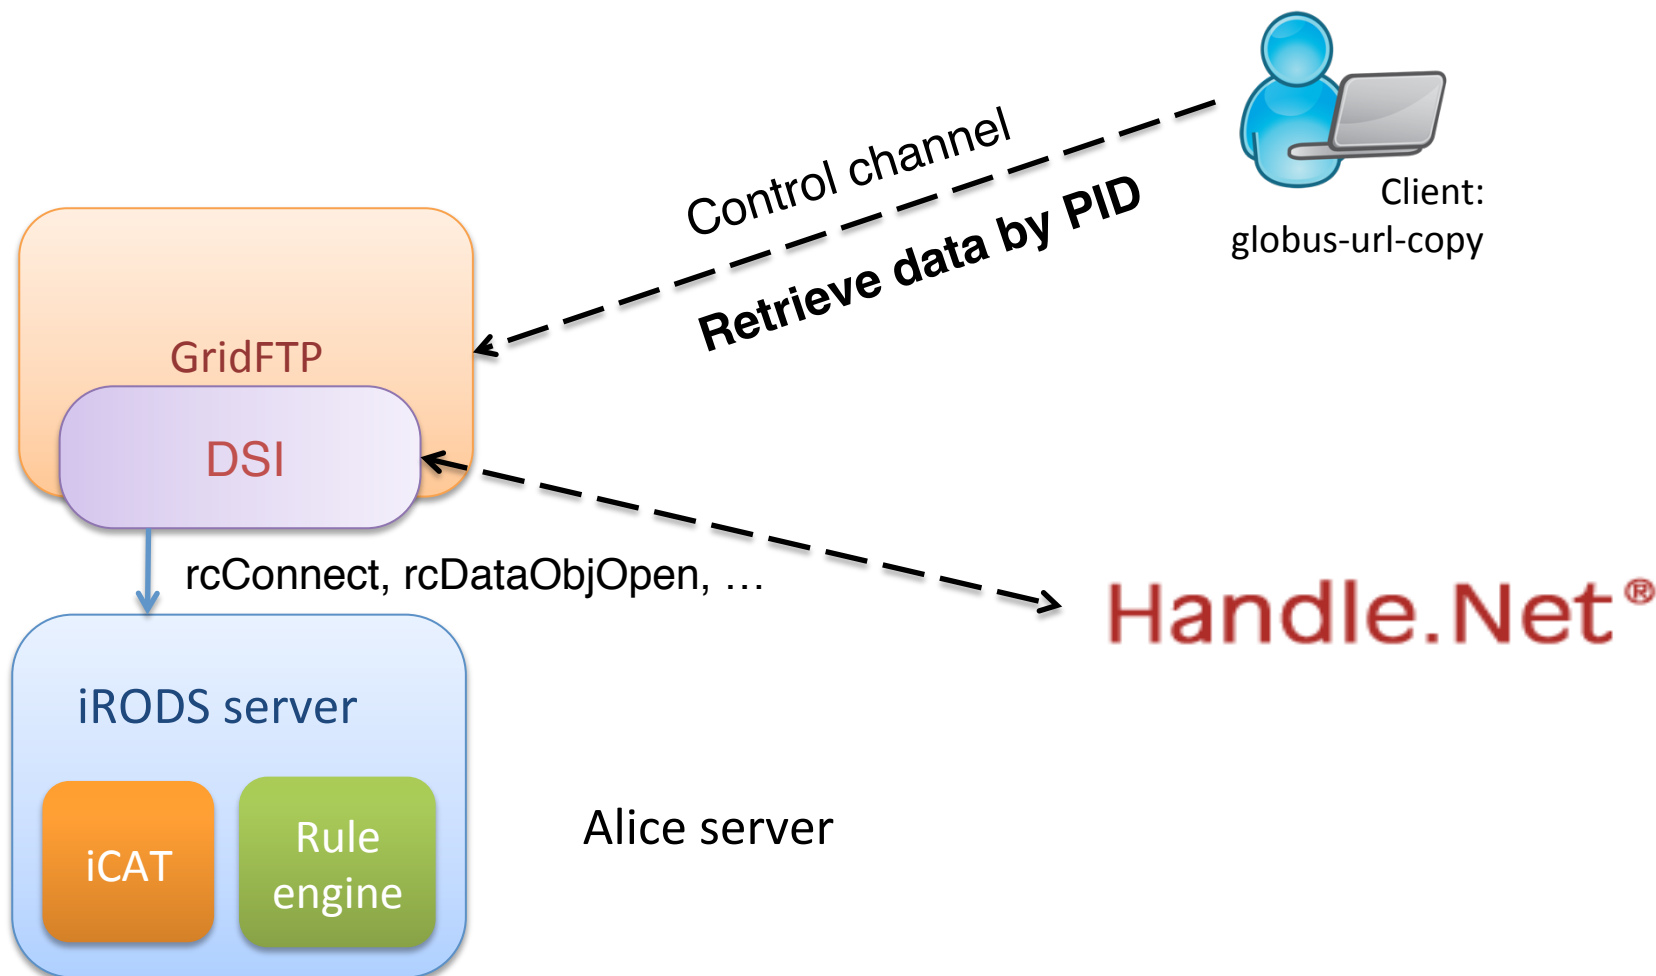 Control channel
Retrieve data by PID
Client:
globus-url-copy
GridFTP
DSI
rcConnect, rcDataObjOpen, …
Handle.Net®
iRODS server
iCAT
Rule
engine
Alice server